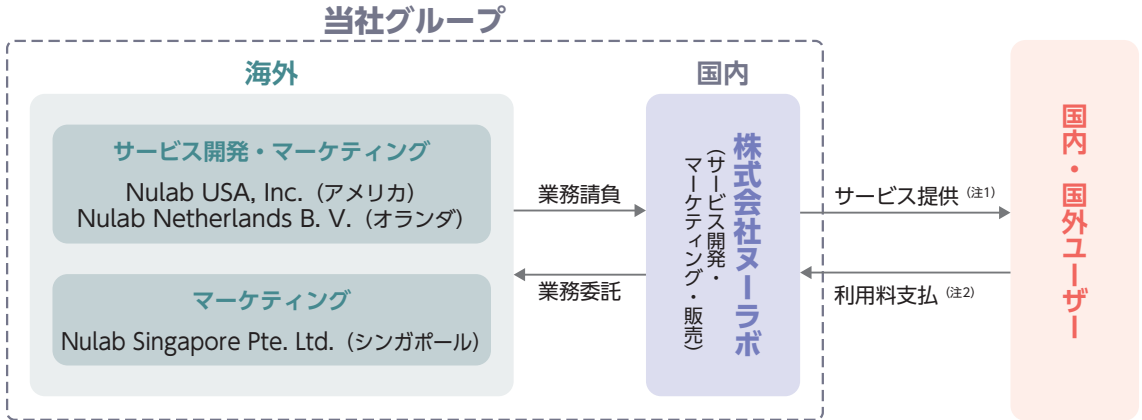 当社グループ
海外
国内
サービス開発・マーケティング
Nulab USA, Inc.（アメリカ）
Nulab Netherlands B. V.（オランダ）
マーケティング
Nulab Singapore Pte. Ltd.（シンガポール）
業務請負
業務委託
株式会社ヌーラボ
（サービス開発・
マーケティング・販売）
サービス提供（注1）
利用料支払（注2）
国内・国外ユーザー